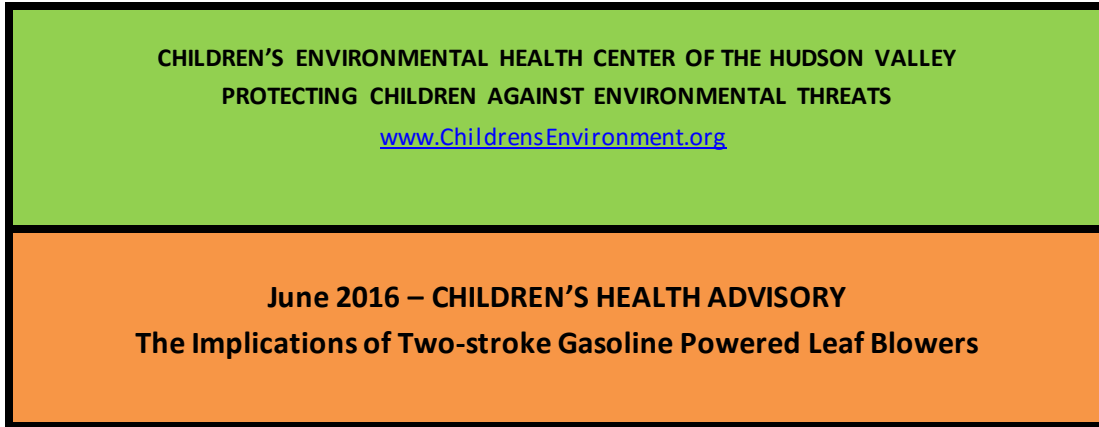 CHILDREN’S ENVIRONMENTAL HEALTH CENTER OF THE HUDSON VALLEY
PROTECTING CHILDREN AGAINST ENVIRONMENTAL THREATS
www.ChildrensEnvironment.org
June 2016 – CHILDREN’S HEALTH ADVISORY
The Implications of Two-stroke Gasoline Powered Leaf Blowers